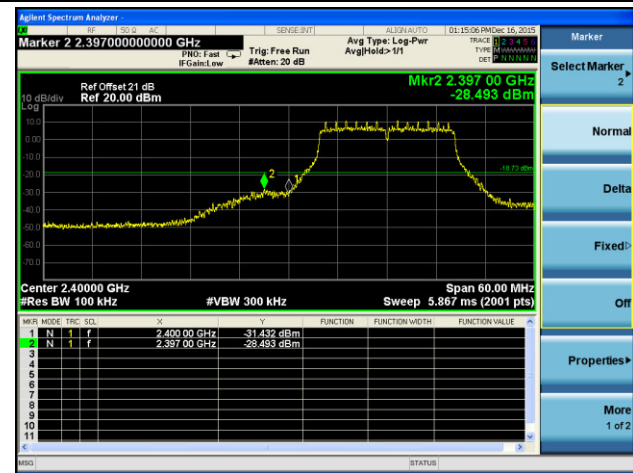 Agilent Spectrum Analyzer -
RF 50 Ω AC SENSE:INT ALIGN AUTO 01:15:06 PM Dec 16, 2015
Marker 2 2.397000000000 GHz
PNO: Fast
IFGain:Low
Trig: Free Run
#Atten: 20 dB
Avg Type: Log-Pwr
Avg|Hold:> 1/1
TRACE 1 2 3 4 5 6
TYPE
DET P N N N N N
Marker
Select Marker
2
Normal
Delta
Fixed
Off
Properties
More
1 of 2
Mkr2 2.397 00 GHz
-28.493 dBm
Ref Offset 21 dB
Ref 20.00 dBm
10 dB/div
Log
10.0
0.00
-10.0
-20.0
-30.0
-40.0
-50.0
-60.0
-70.0
2
1
-18.73 dBm
Center 2.40000 GHz
Span 60.00 MHz
#Res BW 100 kHz
#VBW 300 kHz
Sweep 5.867 ms (2001 pts)
MKR MODE TRC SCL X Y FUNCTION FUNCTION WIDTH FUNCTION VALUE
1 N 1 f 2.400 00 GHz -31.432 dBm
2 N 1 f 2.397 00 GHz -28.493 dBm
3
4
5
6
7
8
9
10
11
MSG
STATUS